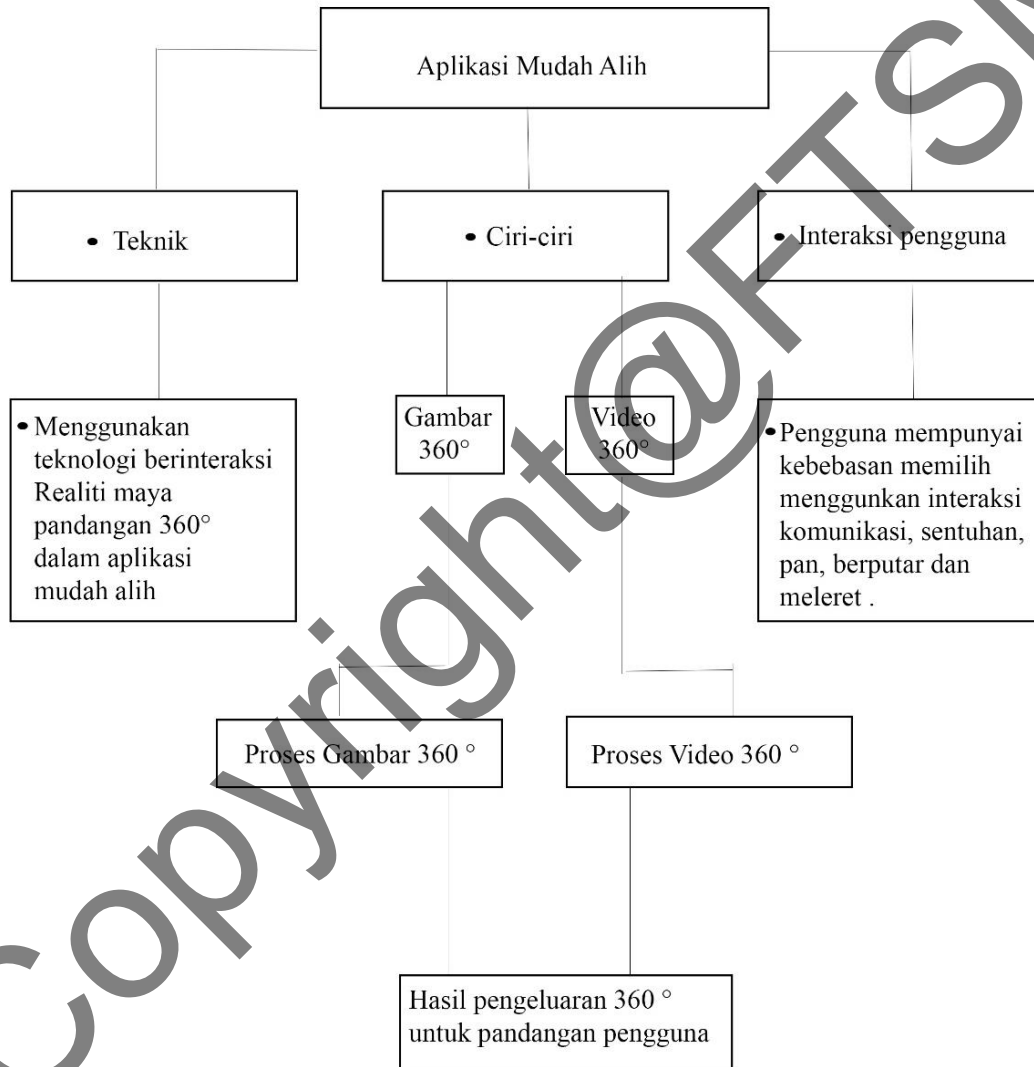 Aplikasi Mudah Alih
• Teknik
• Ciri-ciri
• Interaksi pengguna
• Menggunakan
teknologi berinteraksi
Realiti maya
pandangan 360°
dalam aplikasi
mudah alih
Gambar
360°
Video
360°
• Pengguna mempunyai
kebebasan memilih
menggunkan interaksi
komunikasi, sentuhan,
pan, berputar dan
meleret .
Proses Gambar 360 °
Proses Video 360 °
Hasil pengeluaran 360 °
untuk pandangan pengguna
Copyright@FTSM